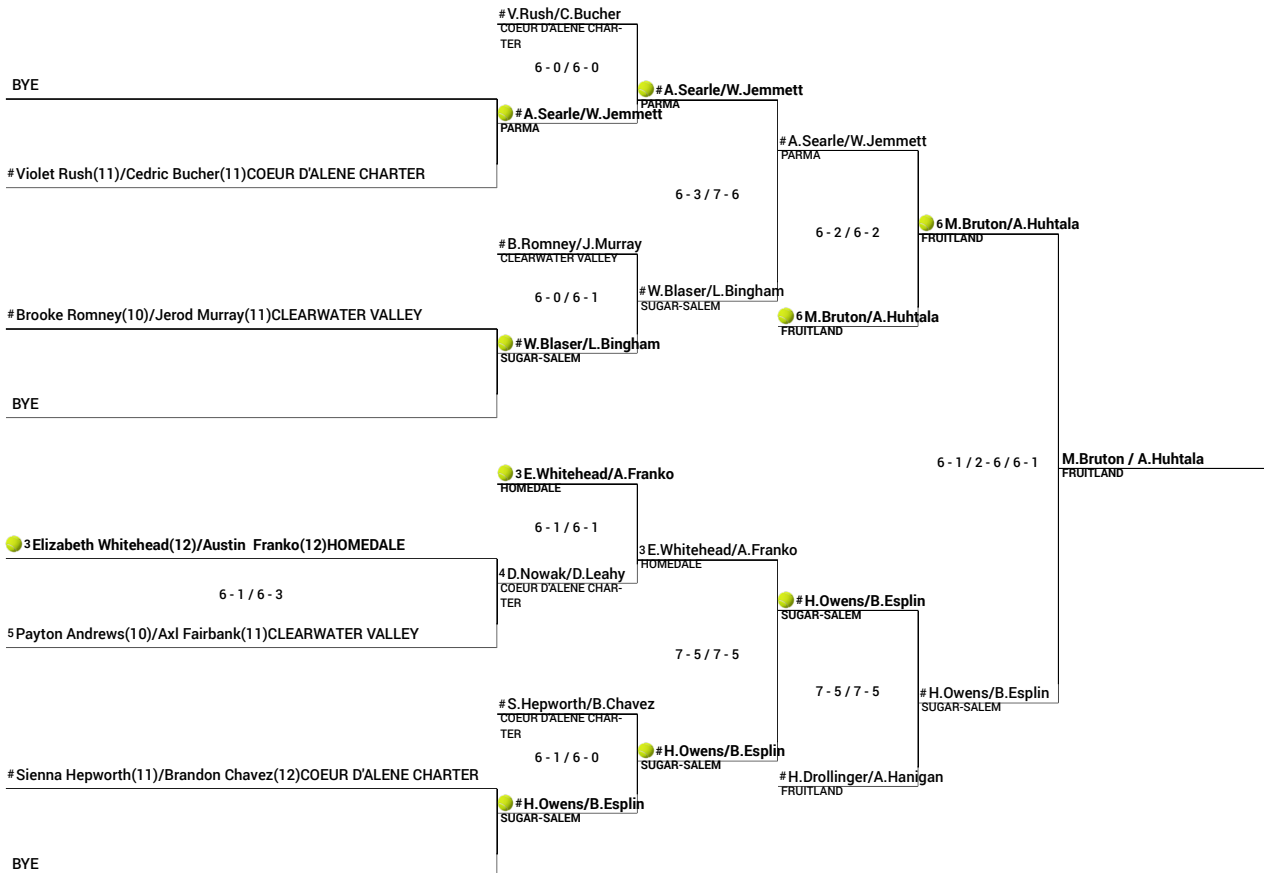 BYE
# Violet Rush(11)/Cedric Bucher(11)COEUR D'ALENE CHARTER
# Brooke Romney(10)/Jerod Murray(11)CLEARWATER VALLEY
BYE
3 Elizabeth Whitehead(12)/Austin Franko(12)HOMEDALE
6 - 1 / 6 - 3
5 Payton Andrews(10)/Axl Fairbank(11)CLEARWATER VALLEY
# Sienna Hepworth(11)/Brandon Chavez(12)COEUR D'ALENE CHARTER
BYE
# V.Rush/C.Bucher
COEUR D'ALENE CHAR-
TER
6 - 0 / 6 - 0
# A.Searle/W.Jemmett
PARMA
# B.Romney/J.Murray
CLEARWATER VALLEY
6 - 0 / 6 - 1
# W.Blaser/L.Bingham
SUGAR-SALEM
3 E.Whitehead/A.Franko
HOMEDALE
6 - 1 / 6 - 1
4 D.Nowak/D.Leahy
COEUR D'ALENE CHAR-
TER
# S.Hepworth/B.Chavez
COEUR D'ALENE CHAR-
TER
6 - 1 / 6 - 0
# H.Owens/B.Esplin
SUGAR-SALEM
# A.Searle/W.Jemmett
PARMA
6 - 3 / 7 - 6
# W.Blaser/L.Bingham
SUGAR-SALEM
3 E.Whitehead/A.Franko
HOMEDALE
7 - 5 / 7 - 5
# H.Owens/B.Esplin
SUGAR-SALEM
# A.Searle/W.Jemmett
PARMA
6 - 2 / 6 - 2
6 M.Bruton/A.Huhtala
FRUITLAND
# H.Owens/B.Esplin
SUGAR-SALEM
7 - 5 / 7 - 5
# H.Drollinger/A.Hanigan
FRUITLAND
6 M.Bruton/A.Huhtala
FRUITLAND
6 - 1 / 2 - 6 / 6 - 1
# H.Owens/B.Esplin
SUGAR-SALEM
M.Bruton / A.Huhtala
FRUITLAND